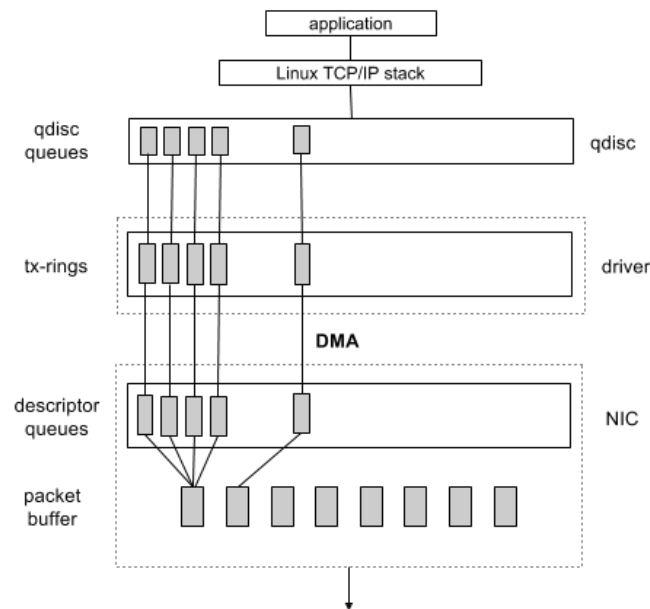 application
Linux TCP/IP stack
qdisc
queues
qdisc
tx-rings
driver
DMA
descriptor
queues
NIC
packet
buffer